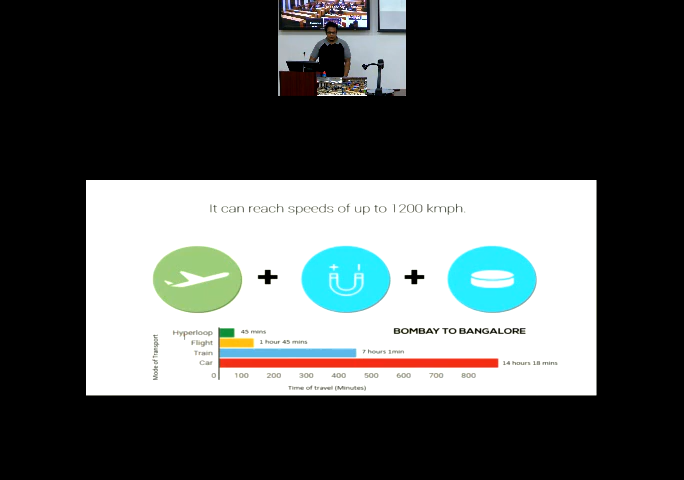 It can reach speeds of up to 1200 kmph.
BOMBAY TO BANGALORE
Mode of Transport
Hyperloop 45 mins
Flight 1 hour 45 mins
Train 7 hours 1min
Car 14 hours 18 mins
0 100 200 300 400 500 600 700 800
Time of travel (Minutes)